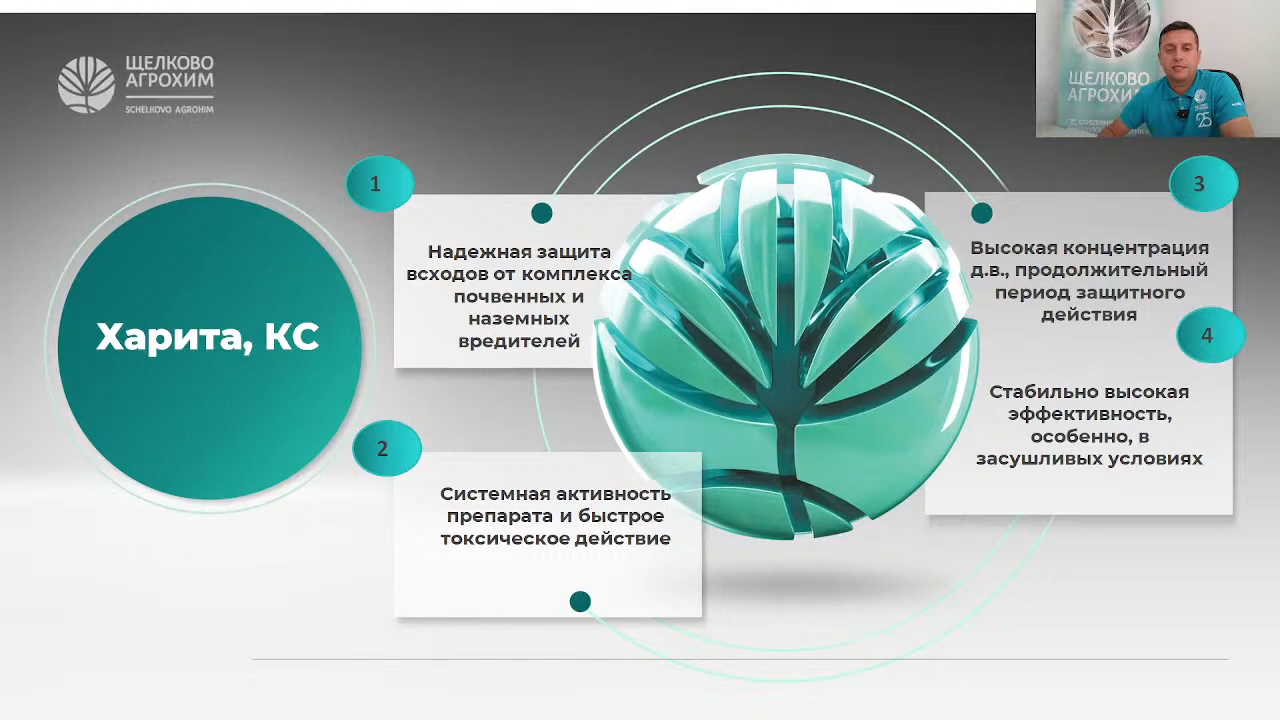 ЩЕЛКОВО
АГРОХИМ
SCHELKOVO AGROHIM
Харита, КС
1
Надежная защита
всходов от комплекса
почвенных и
наземных
вредителей
2
Системная активность
препарата и быстрое
токсическое действие
3
Высокая концентрация
д.в., продолжительный
период защитного
действия
4
Стабильно высокая
эффективность,
особенно, в
засушливых условиях
ЩЕЛКОВО
АГРОХИМ
25